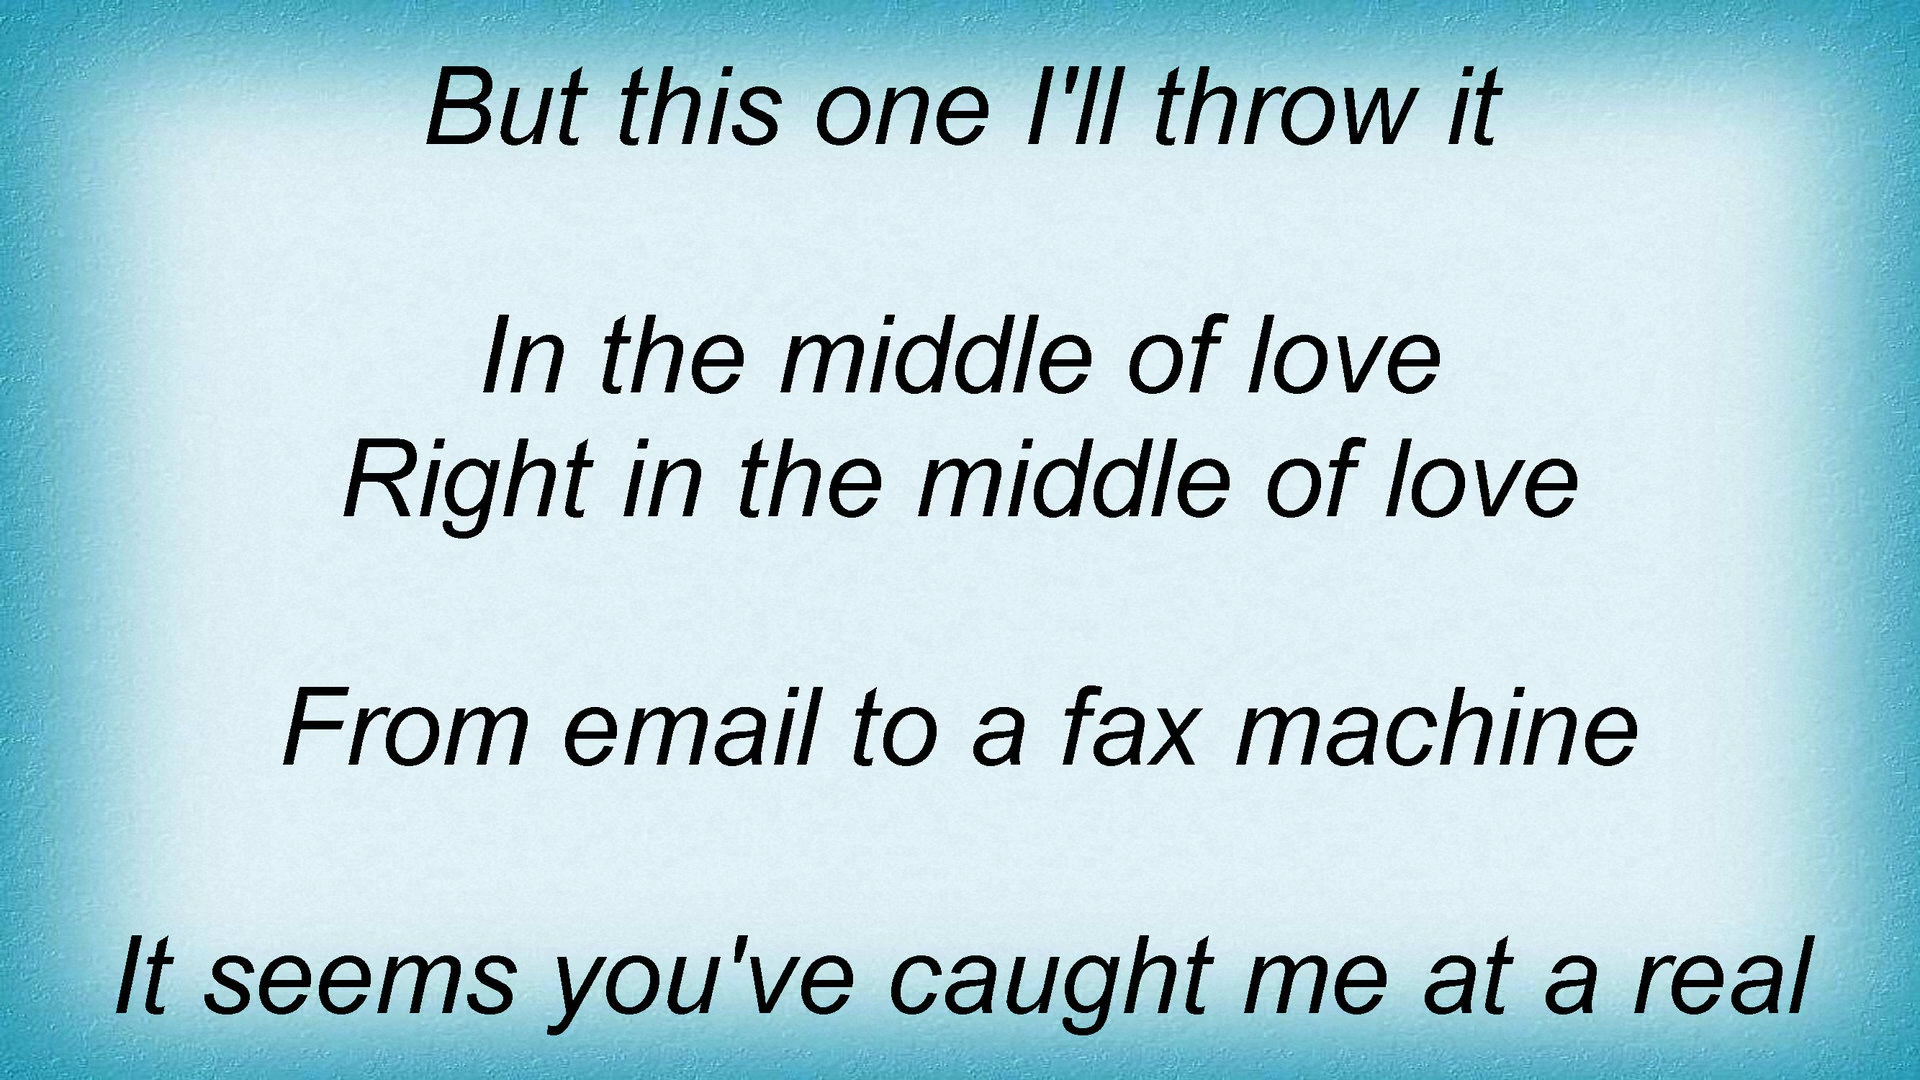 But this one I'll throw it
In the middle of love
Right in the middle of love
From email to a fax machine
It seems you've caught me at a real